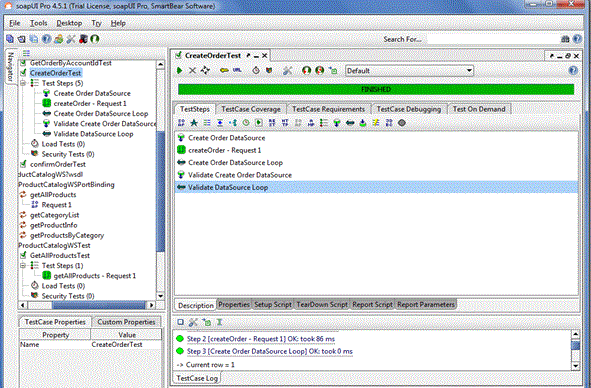 soapUI Pro 4.5.1 (Trial License, soapUI Pro, SmartBear Software)
File Tools Desktop Try Help
Search For...
Navigator
GetOrderByAccountIdTest
CreateOrderTest
Test Steps (5)
Create Order DataSource
createOrder - Request 1
Create Order DataSource Loop
Validate Create Order DataSource
Validate DataSource Loop
Load Tests (0)
Security Tests (0)
confirmOrderTest
ductCatalogWS?wsdl
ProductCatalogWSPortBinding
getAllProducts
Request 1
getCategoryList
getProductInfo
getProductsByCategory
ProductCatalogWSTest
GetAllProductsTest
Test Steps (1)
getAllProducts - Request 1
Load Tests (0)
Security Tests (0)
TestCase Properties Custom Properties
Property Value
Name CreateOrderTest
CreateOrderTest
URL Default
FINISHED
TestSteps TestCase Coverage TestCase Requirements TestCase Debugging Test On Demand
Create Order DataSource
createOrder - Request 1
Create Order DataSource Loop
Validate Create Order DataSource
Validate DataSource Loop
Description Properties Setup Script TearDown Script Report Script Report Parameters
Step 2 [createOrder - Request 1] OK: took 86 ms
Step 3 [Create Order DataSource Loop] OK: took 0 ms
-> Current row = 1
TestCase Log